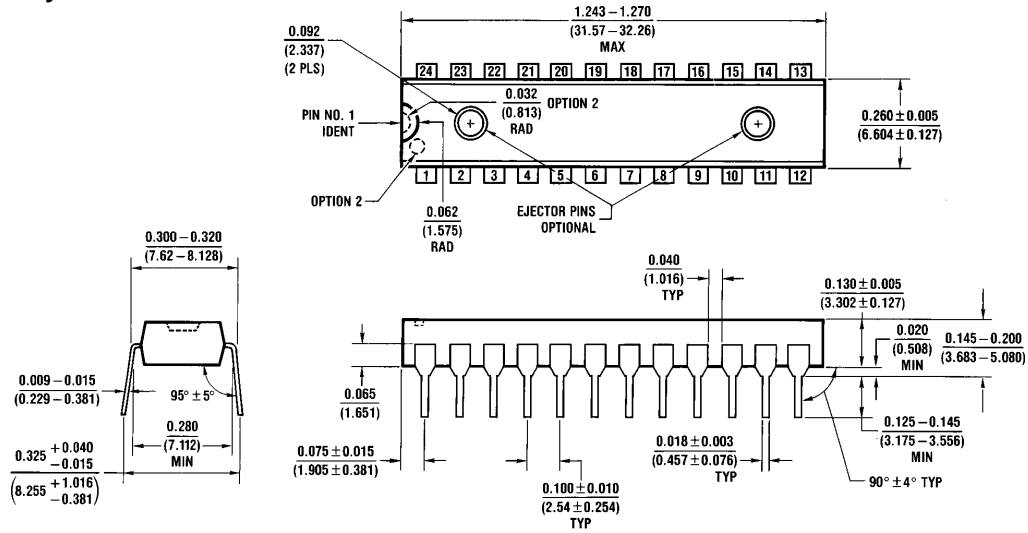 1.243 – 1.270
(31.57 – 32.26)
MAX
0.092
(2.337)
(2 PLS)
24 23 22 21 20 19 18 17 16 15 14 13
0.032
(0.813)
RAD
OPTION 2
PIN NO. 1
IDENT
0.260 ± 0.005
(6.604 ± 0.127)
1 2 3 4 5 6 7 8 9 10 11 12
OPTION 2
0.062
(1.575)
RAD
EJECTOR PINS
OPTIONAL
0.300 – 0.320
(7.62 – 8.128)
0.009 – 0.015
(0.229 – 0.381)
95° ± 5°
0.280
(7.112)
MIN
0.325 +0.040
–0.015
(8.255 +1.016
–0.381)
0.040
(1.016)
TYP
0.130 ± 0.005
(3.302 ± 0.127)
0.020
(0.508)
MIN
0.145 – 0.200
(3.683 – 5.080)
0.065
(1.651)
0.075 ± 0.015
(1.905 ± 0.381)
0.100 ± 0.010
(2.54 ± 0.254)
TYP
0.018 ± 0.003
(0.457 ± 0.076)
TYP
0.125 – 0.145
(3.175 – 3.556)
MIN
90° ± 4° TYP